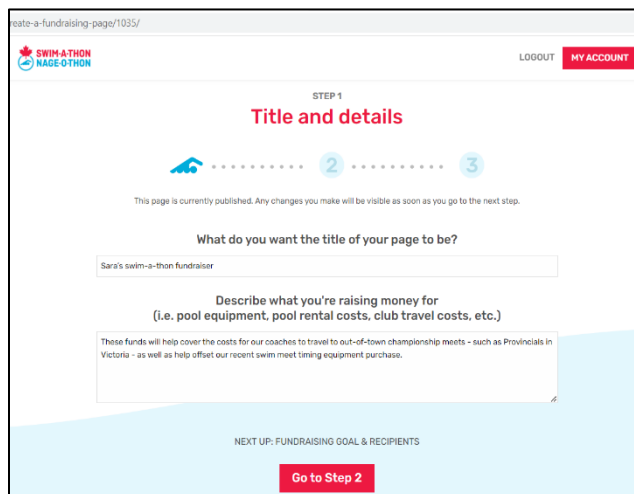 reate-a-fundraising-page/1035/
SWIM-A-THON
NAGE-O-THON
LOGOUT
MY ACCOUNT
STEP 1
Title and details
2
3
This page is currently published. Any changes you make will be visible as soon as you go to the next step.
What do you want the title of your page to be?
Sara's swim-a-thon fundraiser
Describe what you're raising money for
(i.e. pool equipment, pool rental costs, club travel costs, etc.)
These funds will help cover the costs for our coaches to travel to out-of-town championship meets - such as Provincials in
Victoria - as well as help offset our recent swim meet timing equipment purchase.
NEXT UP: FUNDRAISING GOAL & RECIPIENTS
Go to Step 2